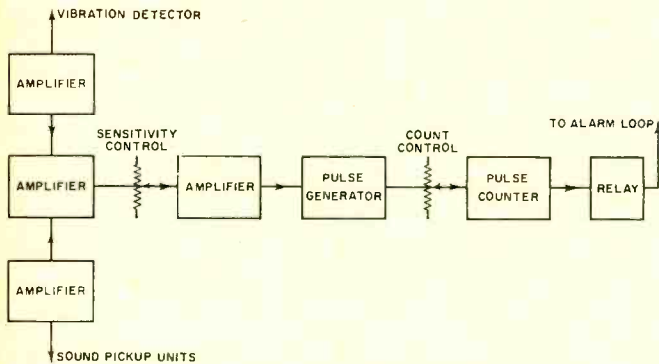 VIBRATION DETECTOR
AMPLIFIER
SENSITIVITY
CONTROL
COUNT
CONTROL
TO ALARM LOOP
AMPLIFIER
AMPLIFIER
PULSE
GENERATOR
PULSE
COUNTER
RELAY
AMPLIFIER
SOUND PICKUP UNITS